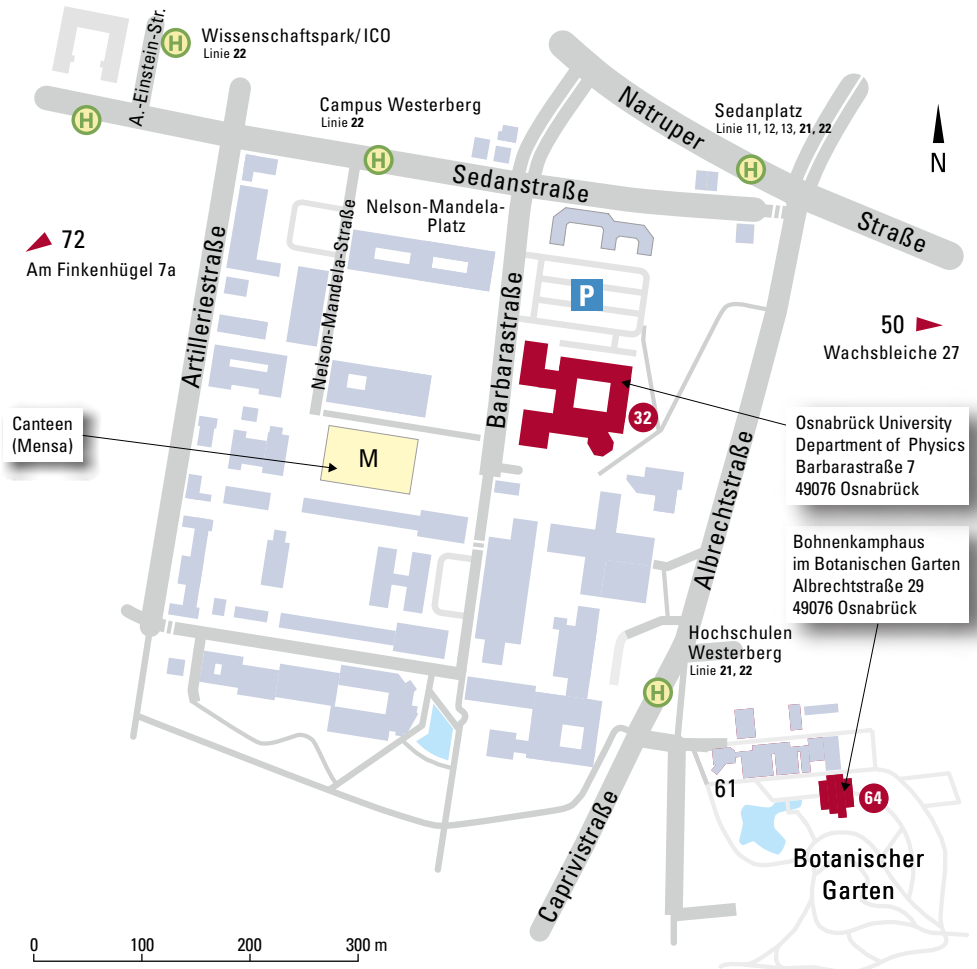 Wissenschaftspark/ICO
Linie 22
H
A.-Einstein-Str.
H
Campus Westerberg
Linie 22
H
Natruper
Straße
Sedanplatz
Linie 11, 12, 13, 21, 22
H
N
Sedanstraße
Nelson-Mandela-
Platz
Nelson-Mandela-Straße
72
Am Finkenhügel 7a
Artilleriestraße
Barbarastraße
P
50
Wachsbleiche 27
32
Canteen
(Mensa)
M
Osnabrück University
Department of Physics
Barbarastraße 7
49076 Osnabrück
Albrechtstraße
Bohnenkamphaus
im Botanischen Garten
Albrechtstraße 29
49076 Osnabrück
Hochschulen
Westerberg
Linie 21, 22
H
61
64
Caprivistraße
Botanischer
Garten
0 100 200 300 m